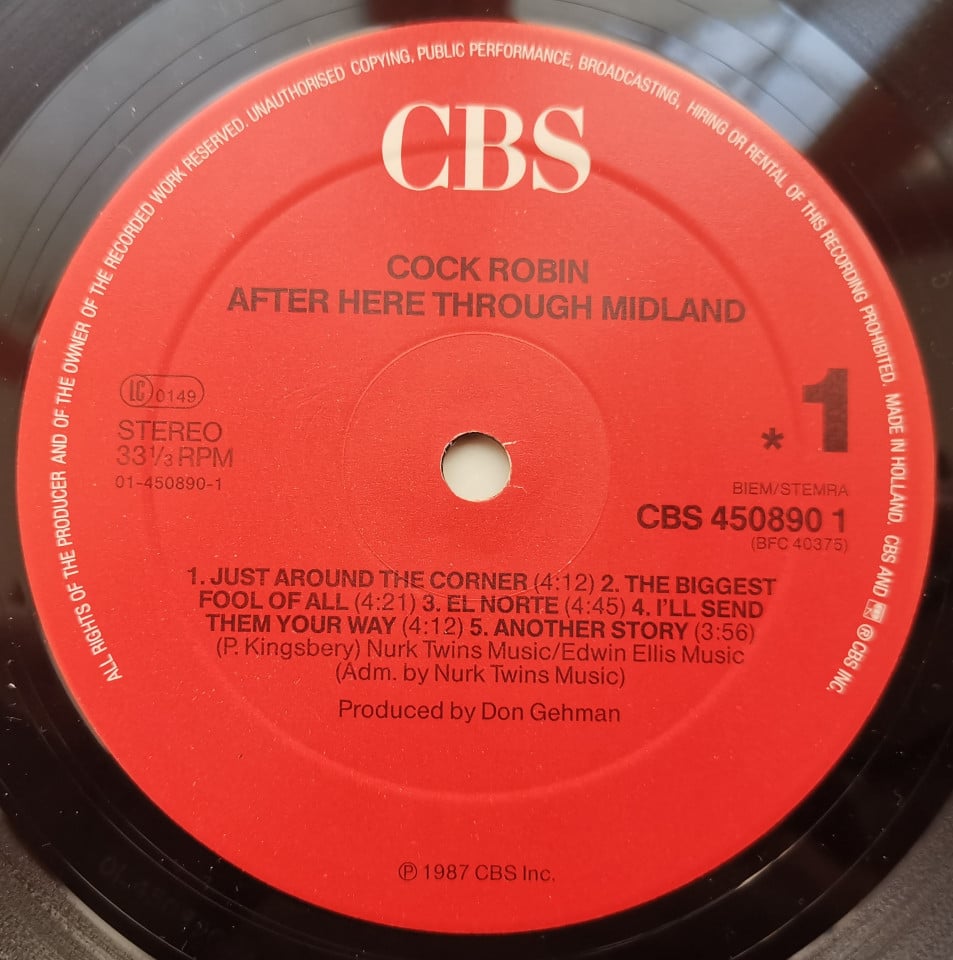 ALL RIGHTS OF THE PRODUCER AND OF THE OWNER OF THE RECORDED WORK RESERVED. UNAUTHORISED COPYING, PUBLIC PERFORMANCE, BROADCASTING, HIRING OR RENTAL OF THIS RECORDING PROHIBITED. MADE IN HOLLAND. CBS AND ℗ CBS INC.
CBS
COCK ROBIN
AFTER HERE THROUGH MIDLAND
LC 0149
STEREO
33 1/3 RPM
01-450890-1
* 1
BIEM/STEMRA
CBS 450890 1
(BFC 40375)
1. JUST AROUND THE CORNER (4:12) 2. THE BIGGEST
FOOL OF ALL (4:21) 3. EL NORTE (4:45) 4. I'LL SEND
THEM YOUR WAY (4:12) 5. ANOTHER STORY (3:56)
(P. Kingsbery) Nurk Twins Music/Edwin Ellis Music
(Adm. by Nurk Twins Music)
Produced by Don Gehman
℗ 1987 CBS Inc.